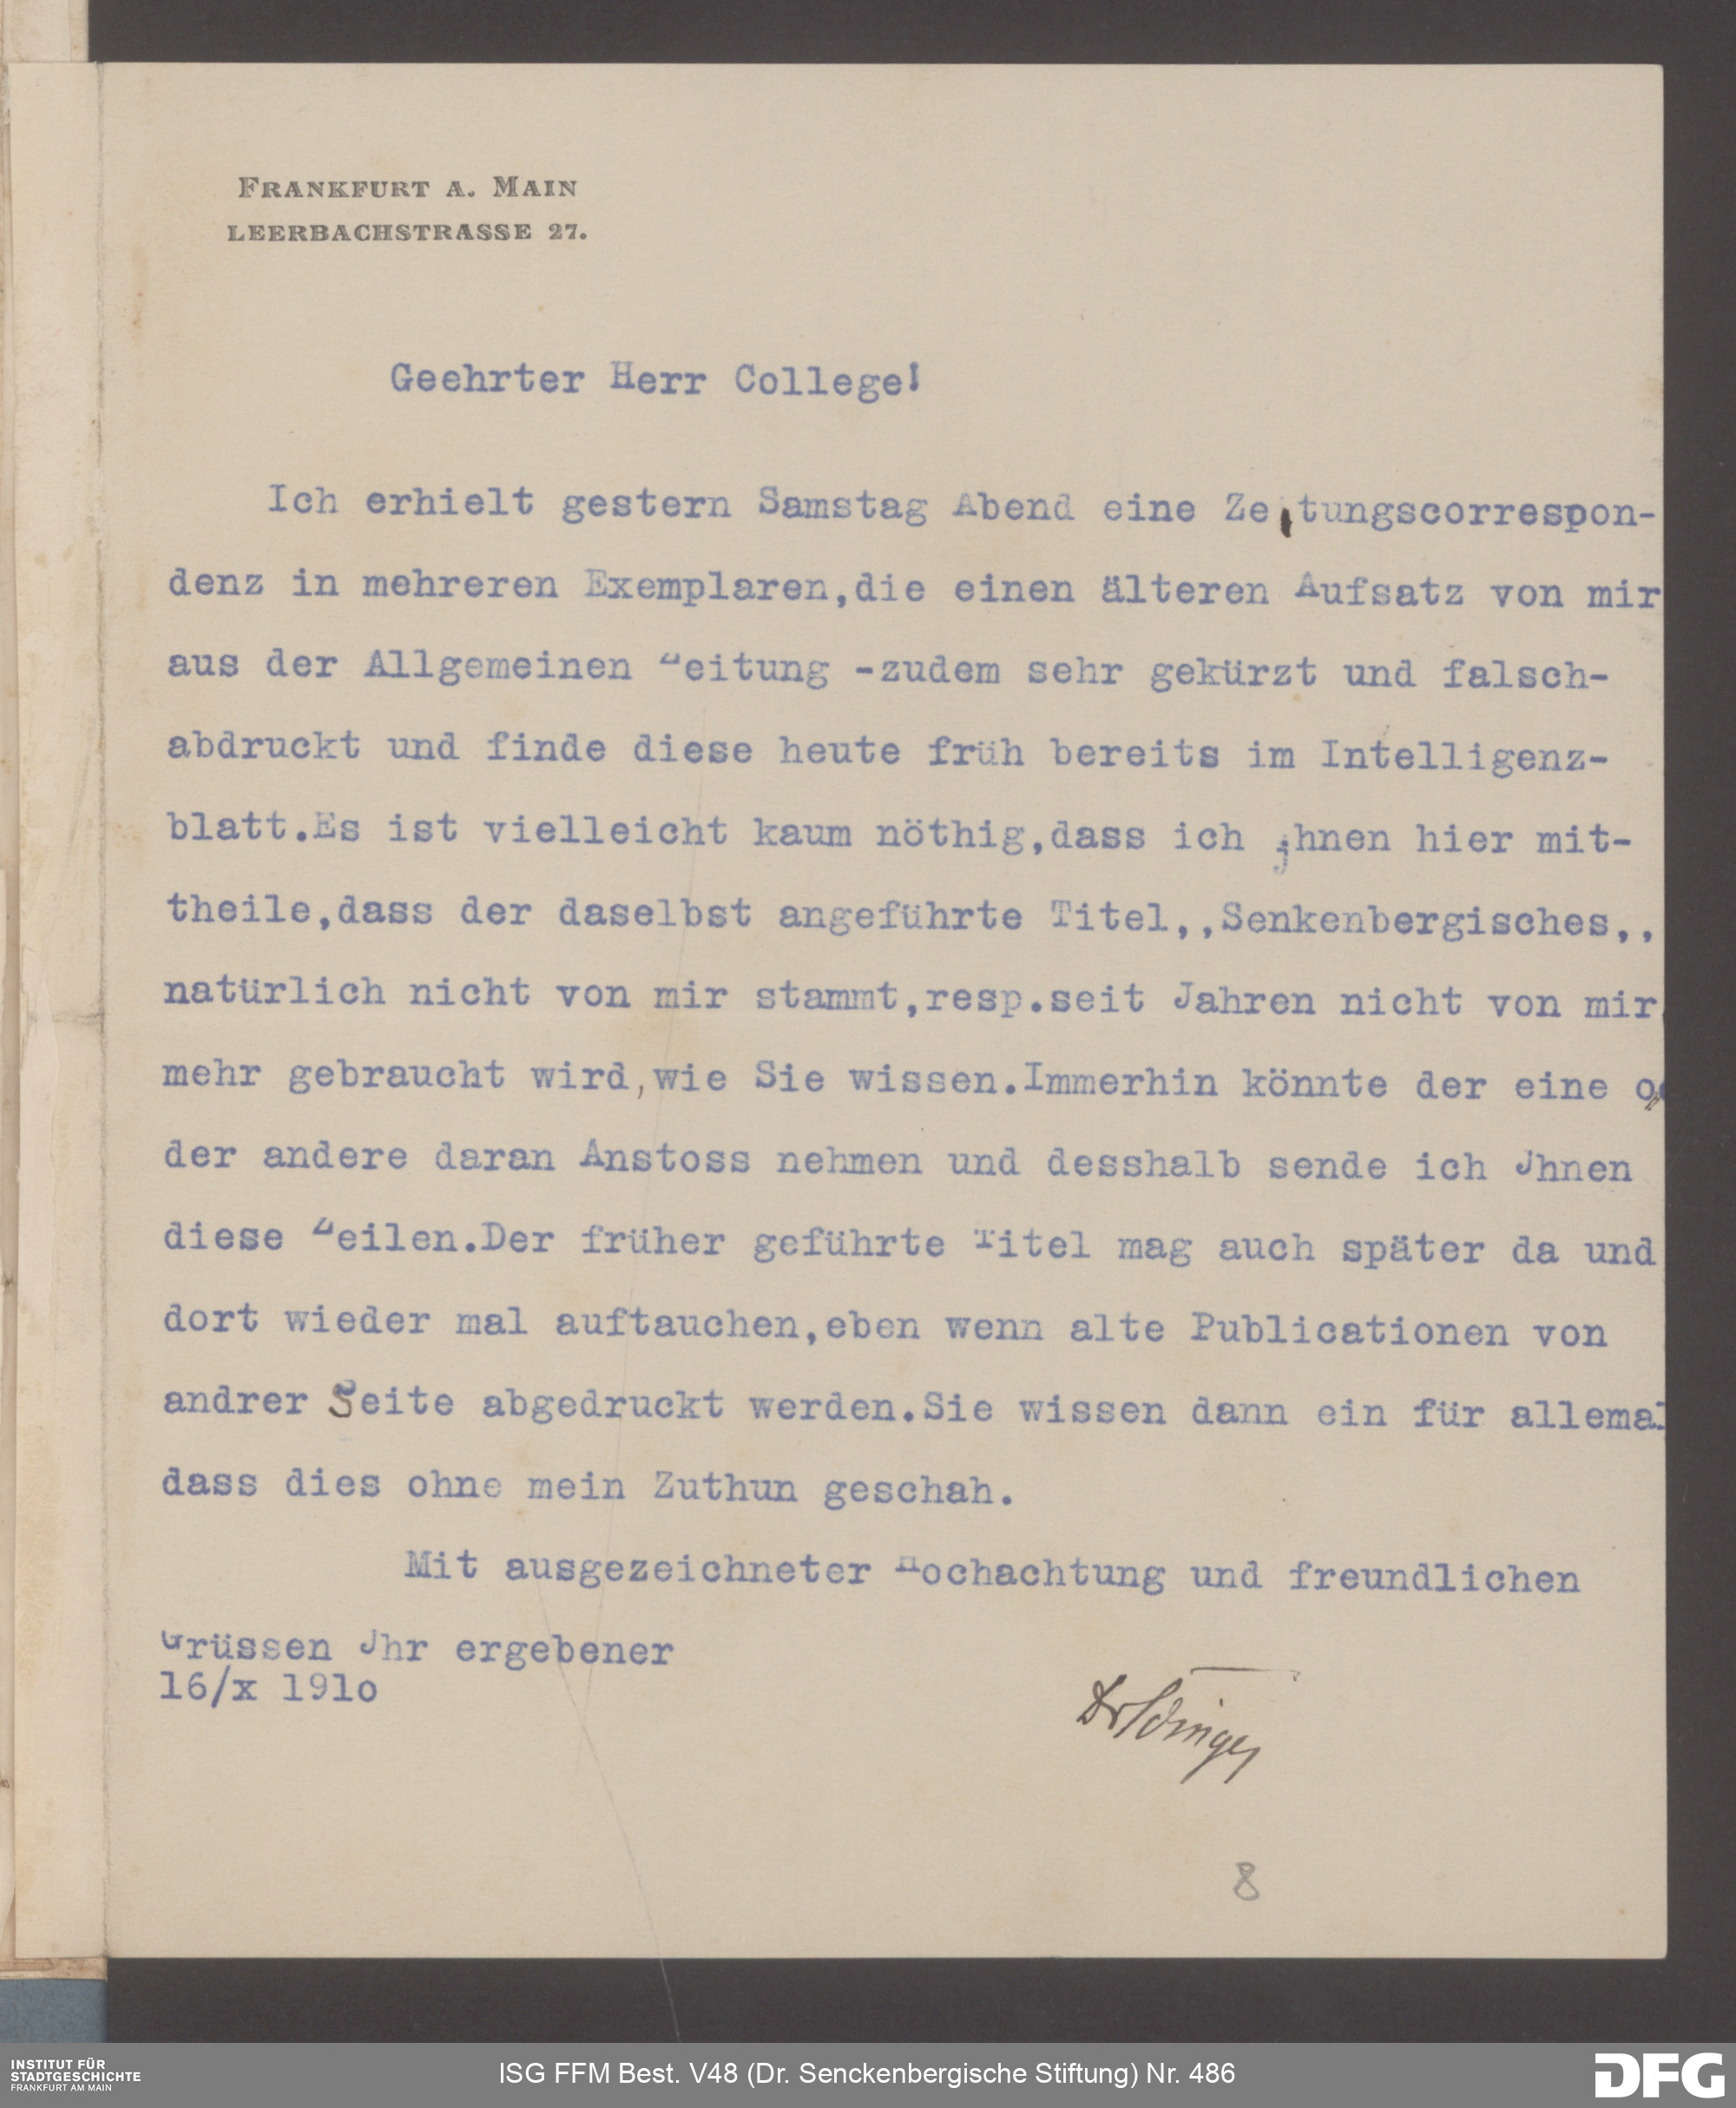 FRANKFURT A. MAIN
LEERBACHSTRASSE 27.
Geehrter Herr College!
Ich erhielt gestern Samstag Abend eine Zeitungscorrespon-
denz in mehreren Exemplaren,die einen älteren Aufsatz von mir
aus der Allgemeinen Zeitung -zudem sehr gekürzt und falsch-
abdruckt und finde diese heute früh bereits im Intelligenz-
blatt.Es ist vielleicht kaum nöthig,dass ich jhnen hier mit-
theile,dass der daselbst angeführte Titel,,Senkenbergisches,,
natürlich nicht von mir stammt,resp.seit Jahren nicht von mir
mehr gebraucht wird,wie Sie wissen.Immerhin könnte der eine o
der andere daran Anstoss nehmen und desshalb sende ich Jhnen
diese Zeilen.Der früher geführte Titel mag auch später da und
dort wieder mal auftauchen,eben wenn alte Publicationen von
andrer Seite abgedruckt werden.Sie wissen dann ein für allemal
dass dies ohne mein Zuthun geschah.
Mit ausgezeichneter Hochachtung und freundlichen
Grüssen Jhr ergebener
16/x 191o
Dr Edinger
8
INSTITUT FÜR
STADTGESCHICHTE
FRANKFURT AM MAIN
ISG FFM Best. V48 (Dr. Senckenbergische Stiftung) Nr. 486
DFG